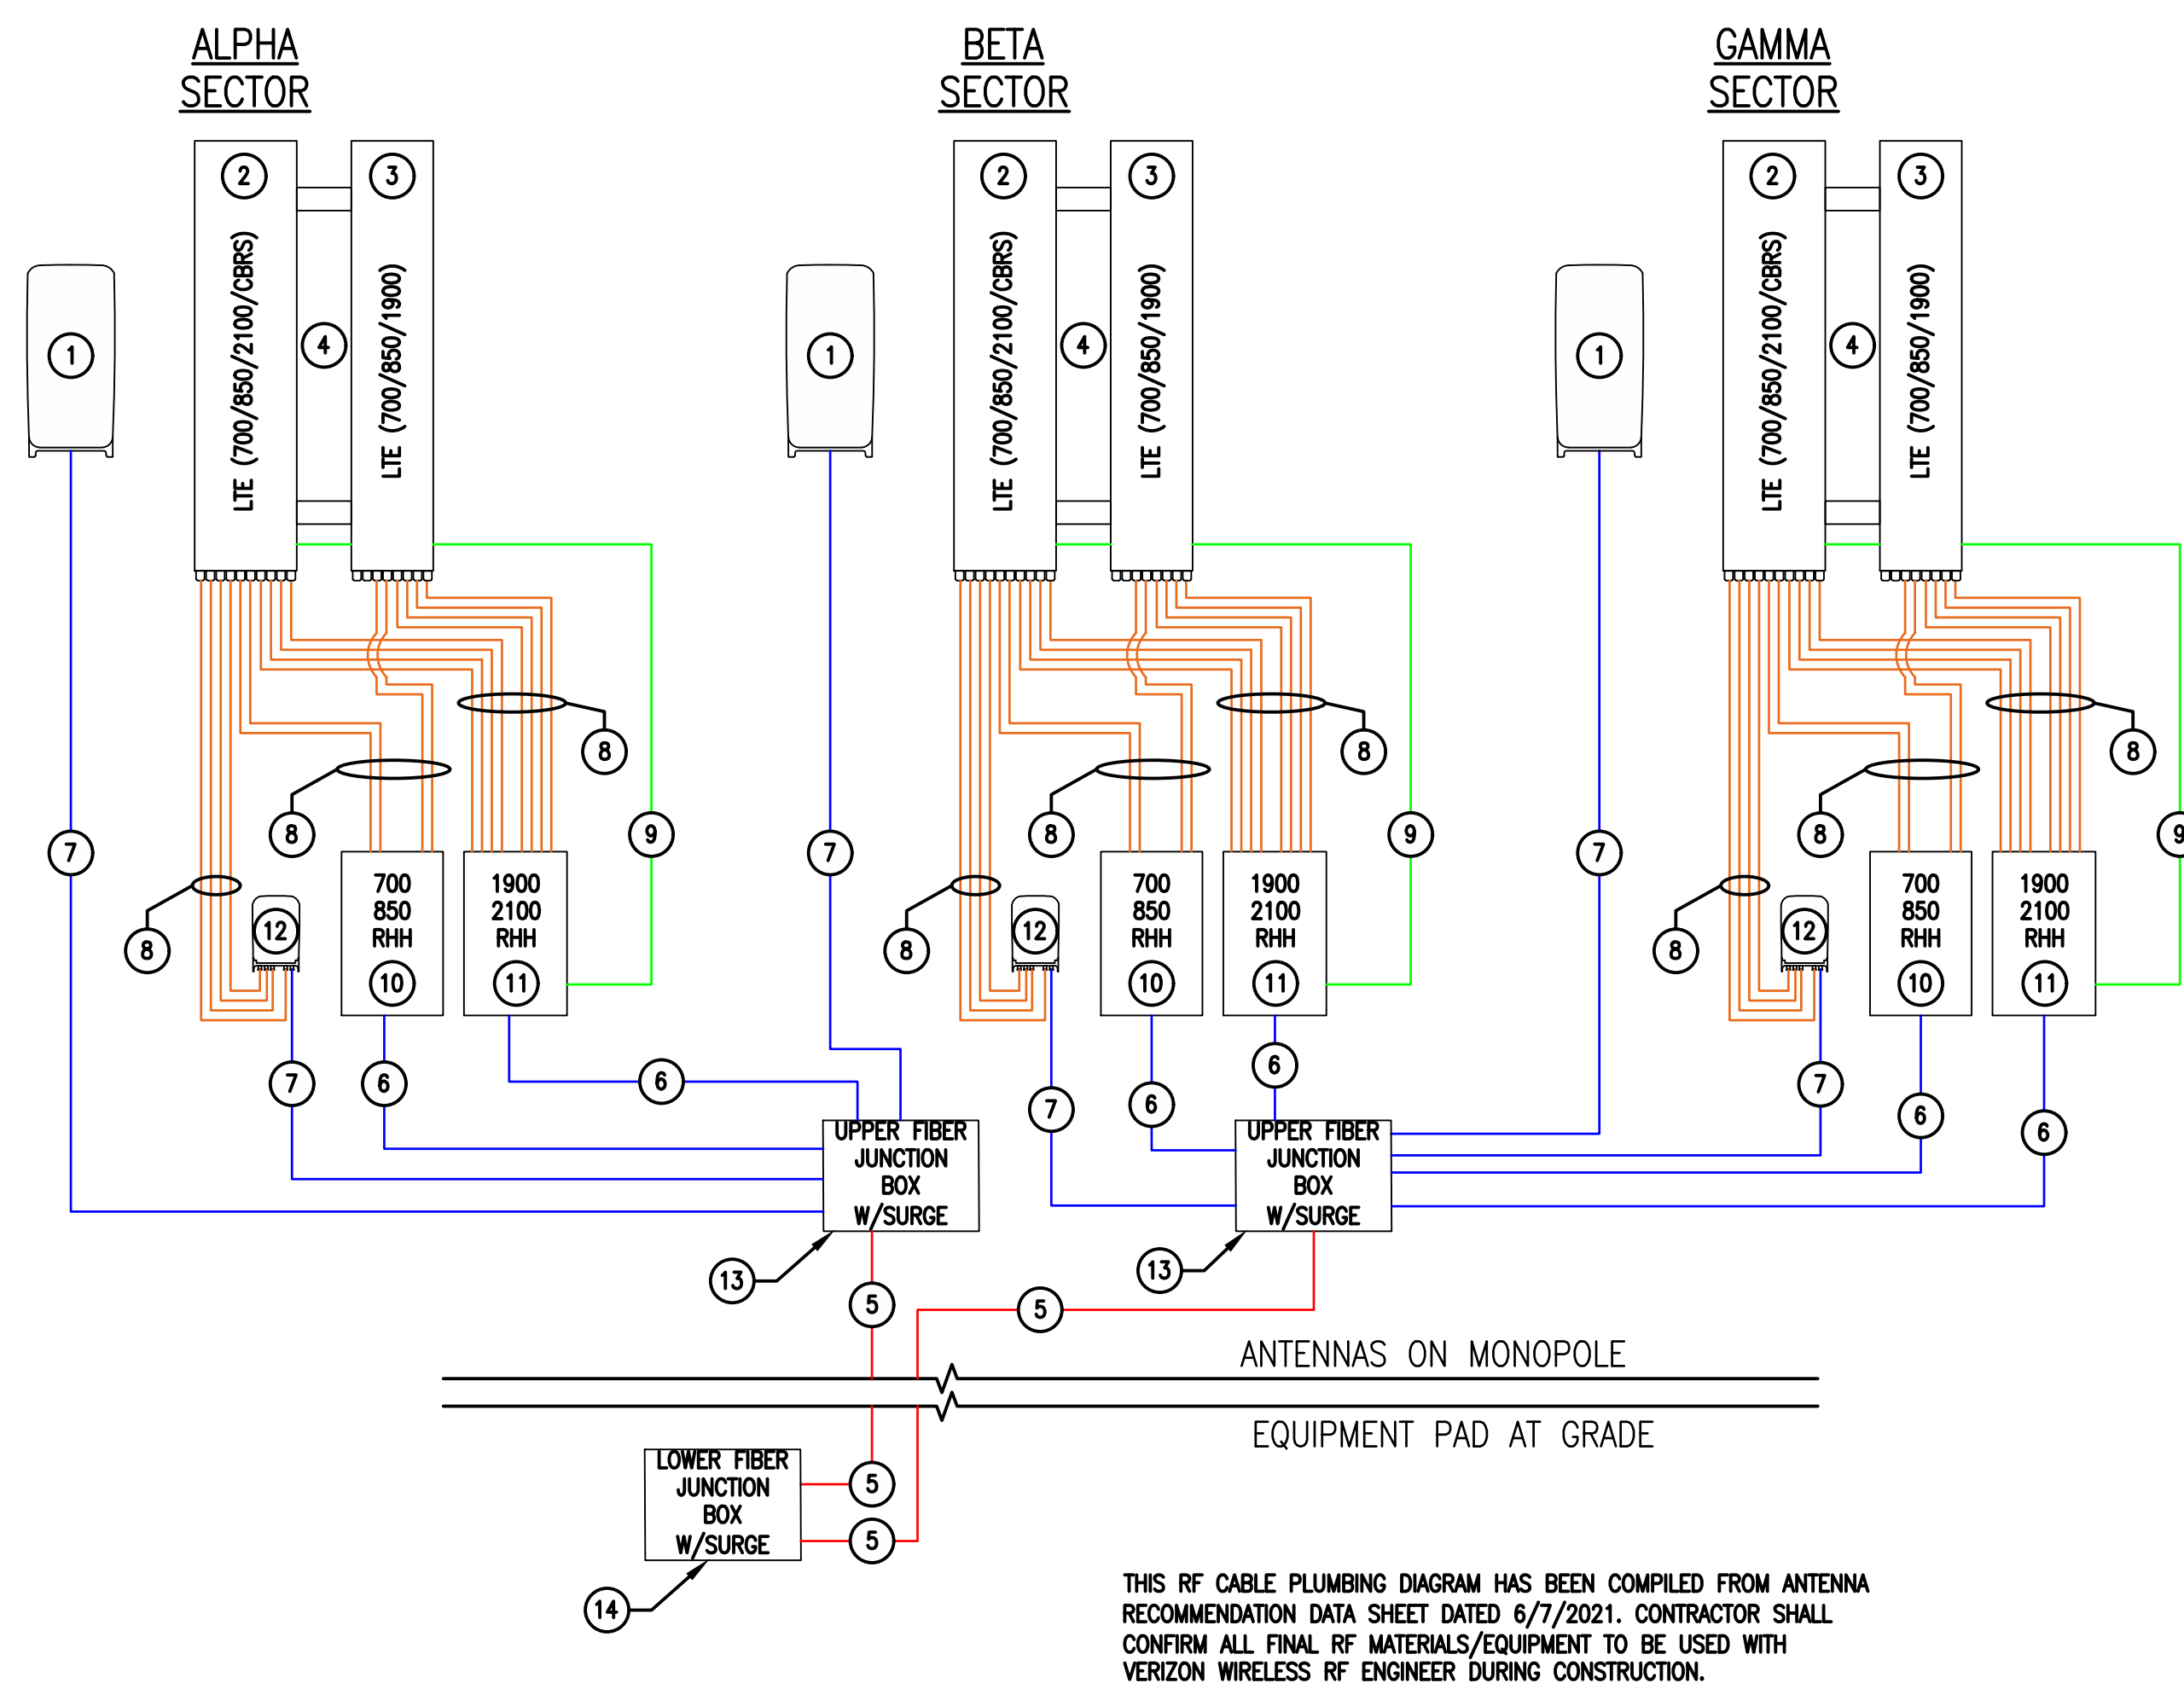 ALPHA
SECTOR
BETA
SECTOR
GAMMA
SECTOR
1
2
LTE (700/850/2100/CBRS)
4
3
LTE (700/850/1900)
1
2
LTE (700/850/2100/CBRS)
4
3
LTE (700/850/1900)
1
2
LTE (700/850/2100/CBRS)
4
3
LTE (700/850/1900)
8
8
8
7
8
9
7
8
9
7
8
9
8
12
700
850
RHH
10
1900
2100
RHH
11
8
12
700
850
RHH
10
1900
2100
RHH
11
8
12
700
850
RHH
10
1900
2100
RHH
11
7
6
6
7
6
6
7
6
6
UPPER FIBER
JUNCTION
BOX
W/SURGE
UPPER FIBER
JUNCTION
BOX
W/SURGE
13
13
5
5
ANTENNAS ON MONOPOLE
EQUIPMENT PAD AT GRADE
LOWER FIBER
JUNCTION
BOX
W/SURGE
5
5
14
THIS RF CABLE PLUMBING DIAGRAM HAS BEEN COMPILED FROM ANTENNA
RECOMMENDATION DATA SHEET DATED 6/7/2021. CONTRACTOR SHALL
CONFIRM ALL FINAL RF MATERIALS/EQUIPMENT TO BE USED WITH
VERIZON WIRELESS RF ENGINEER DURING CONSTRUCTION.